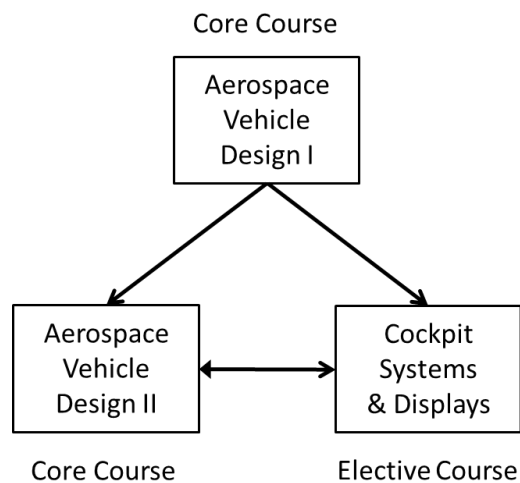 Core Course
Aerospace
Vehicle
Design I
Aerospace
Vehicle
Design II
Core Course
Cockpit
Systems
& Displays
Elective Course